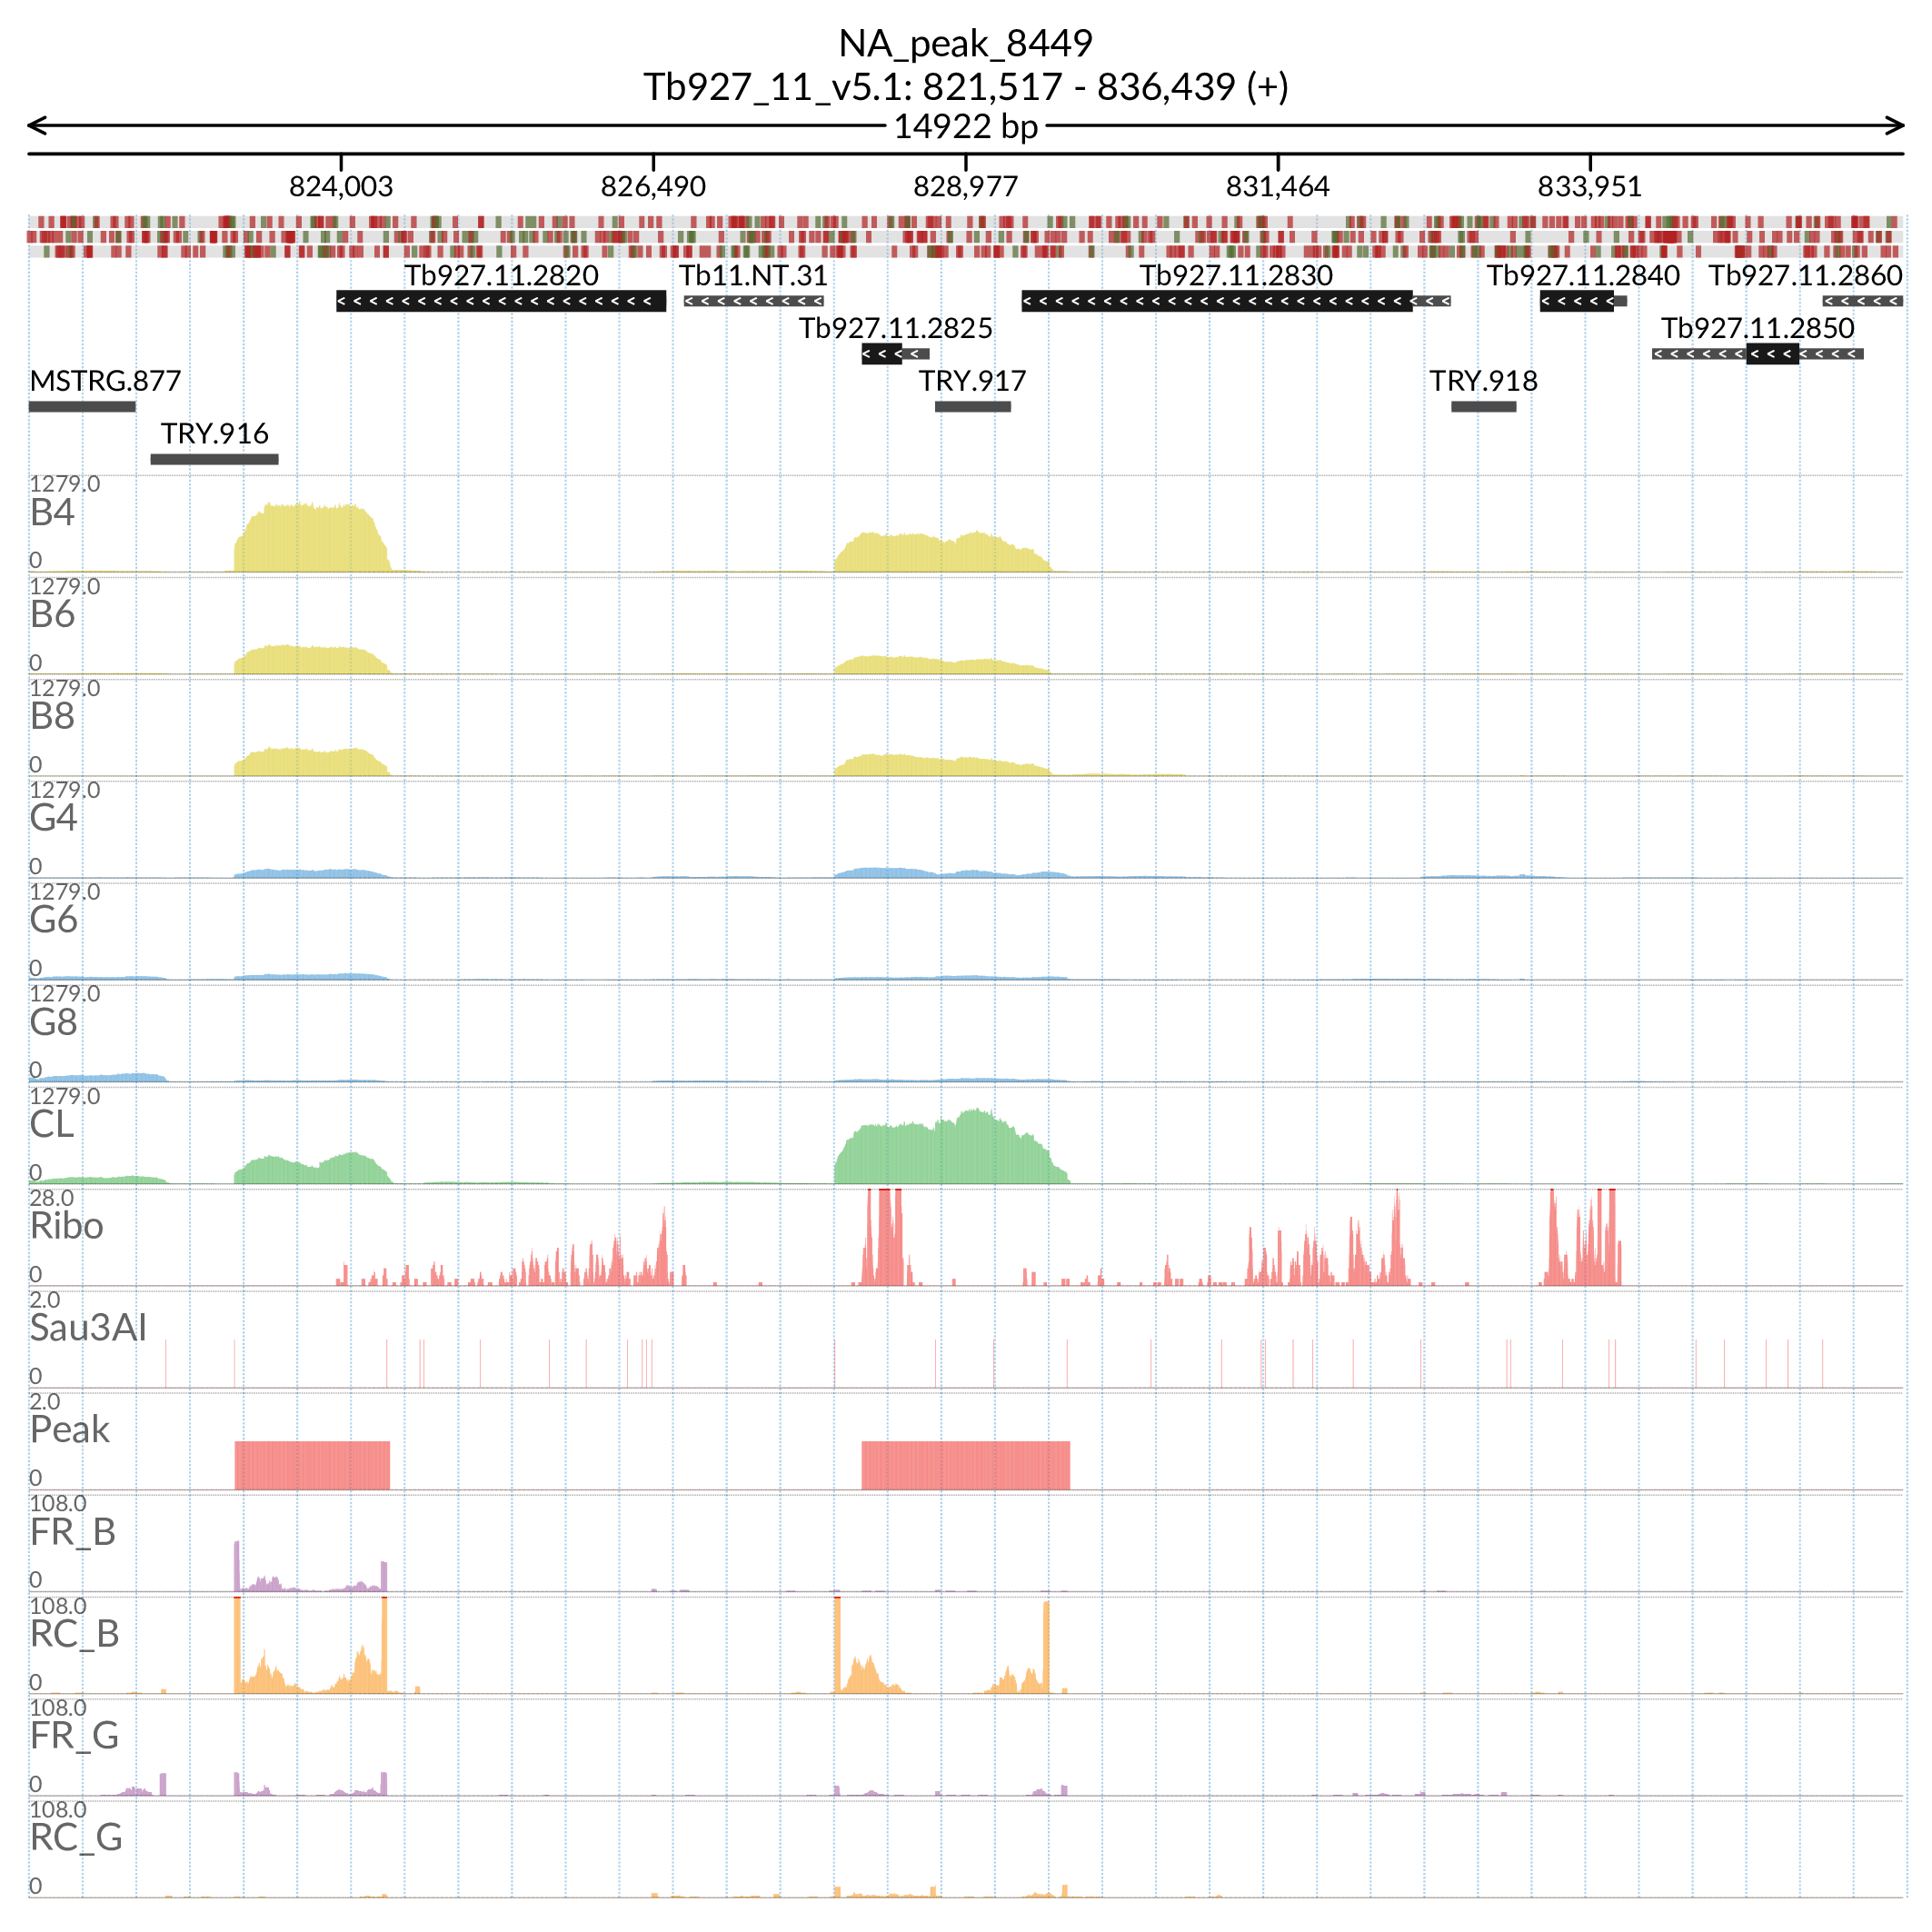 NA_peak_8449
Tb927_11_v5.1: 821,517 - 836,439 (+)
14922 bp
824,003 826,490 828,977 831,464 833,951
Tb927.11.2820 Tb11.NT.31 Tb927.11.2830 Tb927.11.2840 Tb927.11.2860
Tb927.11.2825 Tb927.11.2850
MSTRG.877 TRY.917 TRY.918
TRY.916
1279.0
B4
0
1279.0
B6
0
1279.0
B8
0
1279.0
G4
0
1279.0
G6
0
1279.0
G8
0
1279.0
CL
0
28.0
Ribo
0
2.0
Sau3AI
0
2.0
Peak
0
108.0
FR_B
0
108.0
RC_B
0
108.0
FR_G
0
108.0
RC_G
0